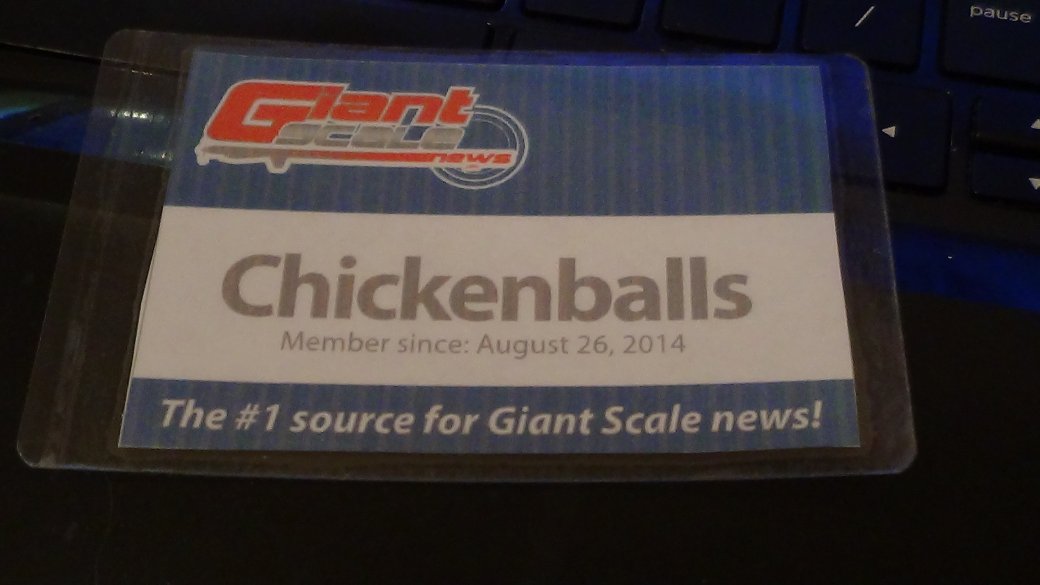 pause
/
Giant
SCALE
news
Chickenballs
Member since: August 26, 2014
The #1 source for Giant Scale news!